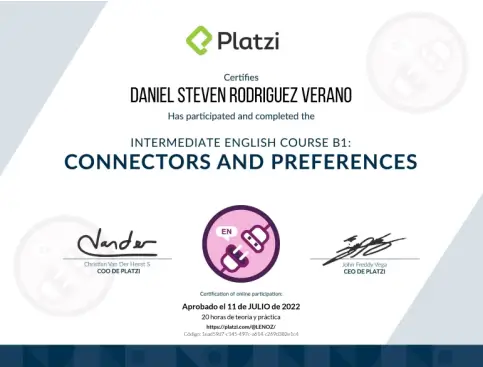 Platzi
Certifies
DANIEL STEVEN RODRIGUEZ VERANO
Has participated and completed the
INTERMEDIATE ENGLISH COURSE B1:
CONNECTORS AND PREFERENCES
EN
Vander
Christian Van Der Henst S
COO DE PLATZI
John Freddy Vega
CEO DE PLATZI
Certification of online participation:
Aprobado el 11 de JULIO de 2022
20 horas de teoría y práctica
https://platzi.com/@LENOZ/
Código: